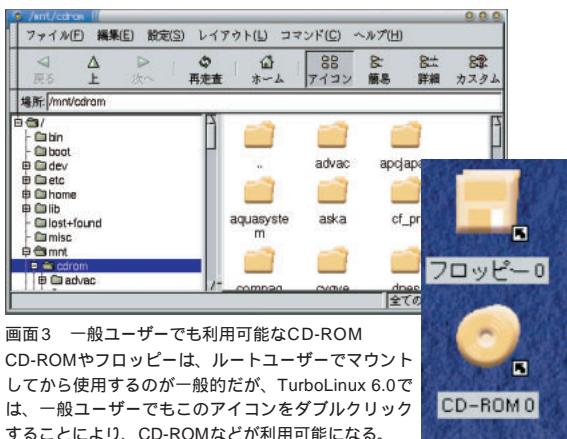 /mnt/cdrom
ファイル(F) 編集(E) 設定(S) レイアウト(L) コマンド(C) ヘルプ(H)
戻る 上 次へ 再走査 ホーム アイコン 簡易 詳細 カスタム
場所: /mnt/cdrom
/
bin
boot
dev
etc
home
lib
lost+found
misc
mnt
cdrom
advac
.. advac
aquasyste
m
aska cf_pr
compaq
全ての
フロッピー 0
CD-ROM 0
画面3 一般ユーザーでも利用可能なCD-ROM
CD-ROMやフロッピーは、ルートユーザーでマウント
してから使用するのが一般的だが、TurboLinux 6.0で
は、一般ユーザーでもこのアイコンをダブルクリック
することにより、CD-ROMなどが利用可能になる。